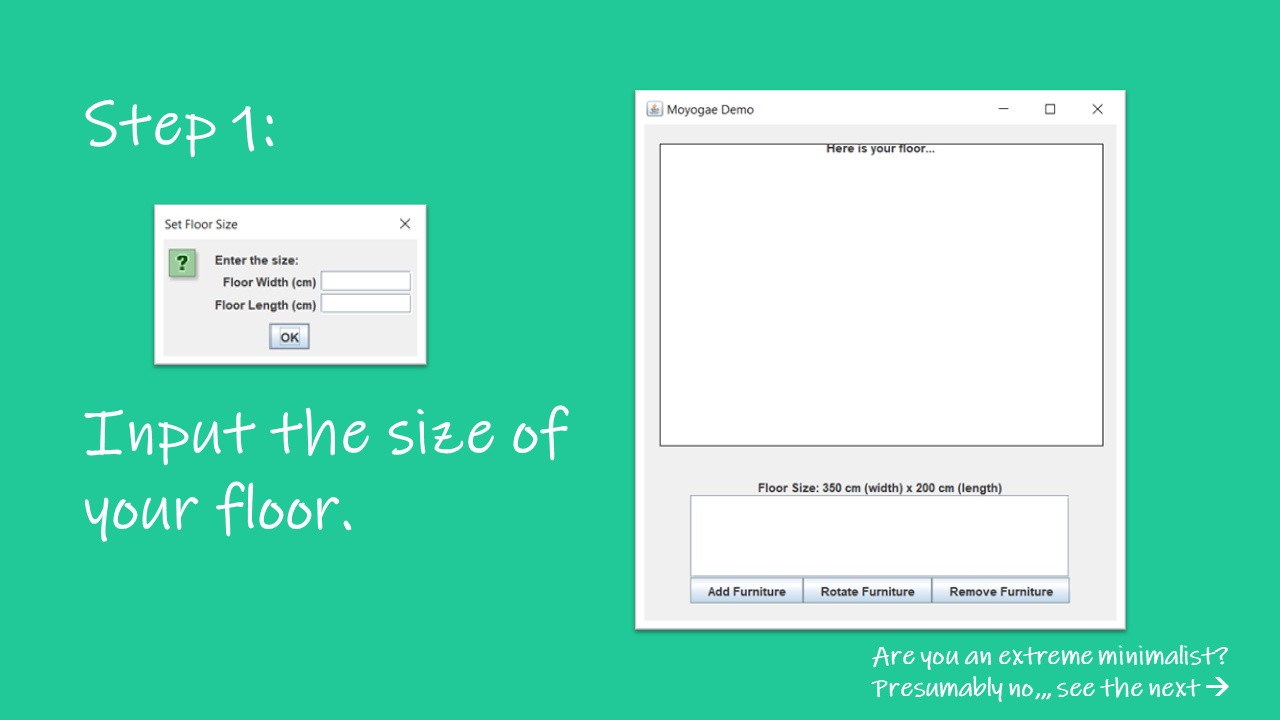 Step 1:
Set Floor Size
?
Enter the size:
Floor Width (cm)
Floor Length (cm)
OK
Input the size of
your floor.
Moyogae Demo
Here is your floor...
Floor Size: 350 cm (width) x 200 cm (length)
Add Furniture Rotate Furniture Remove Furniture
Are you an extreme minimalist?
Presumably no,,, see the next →